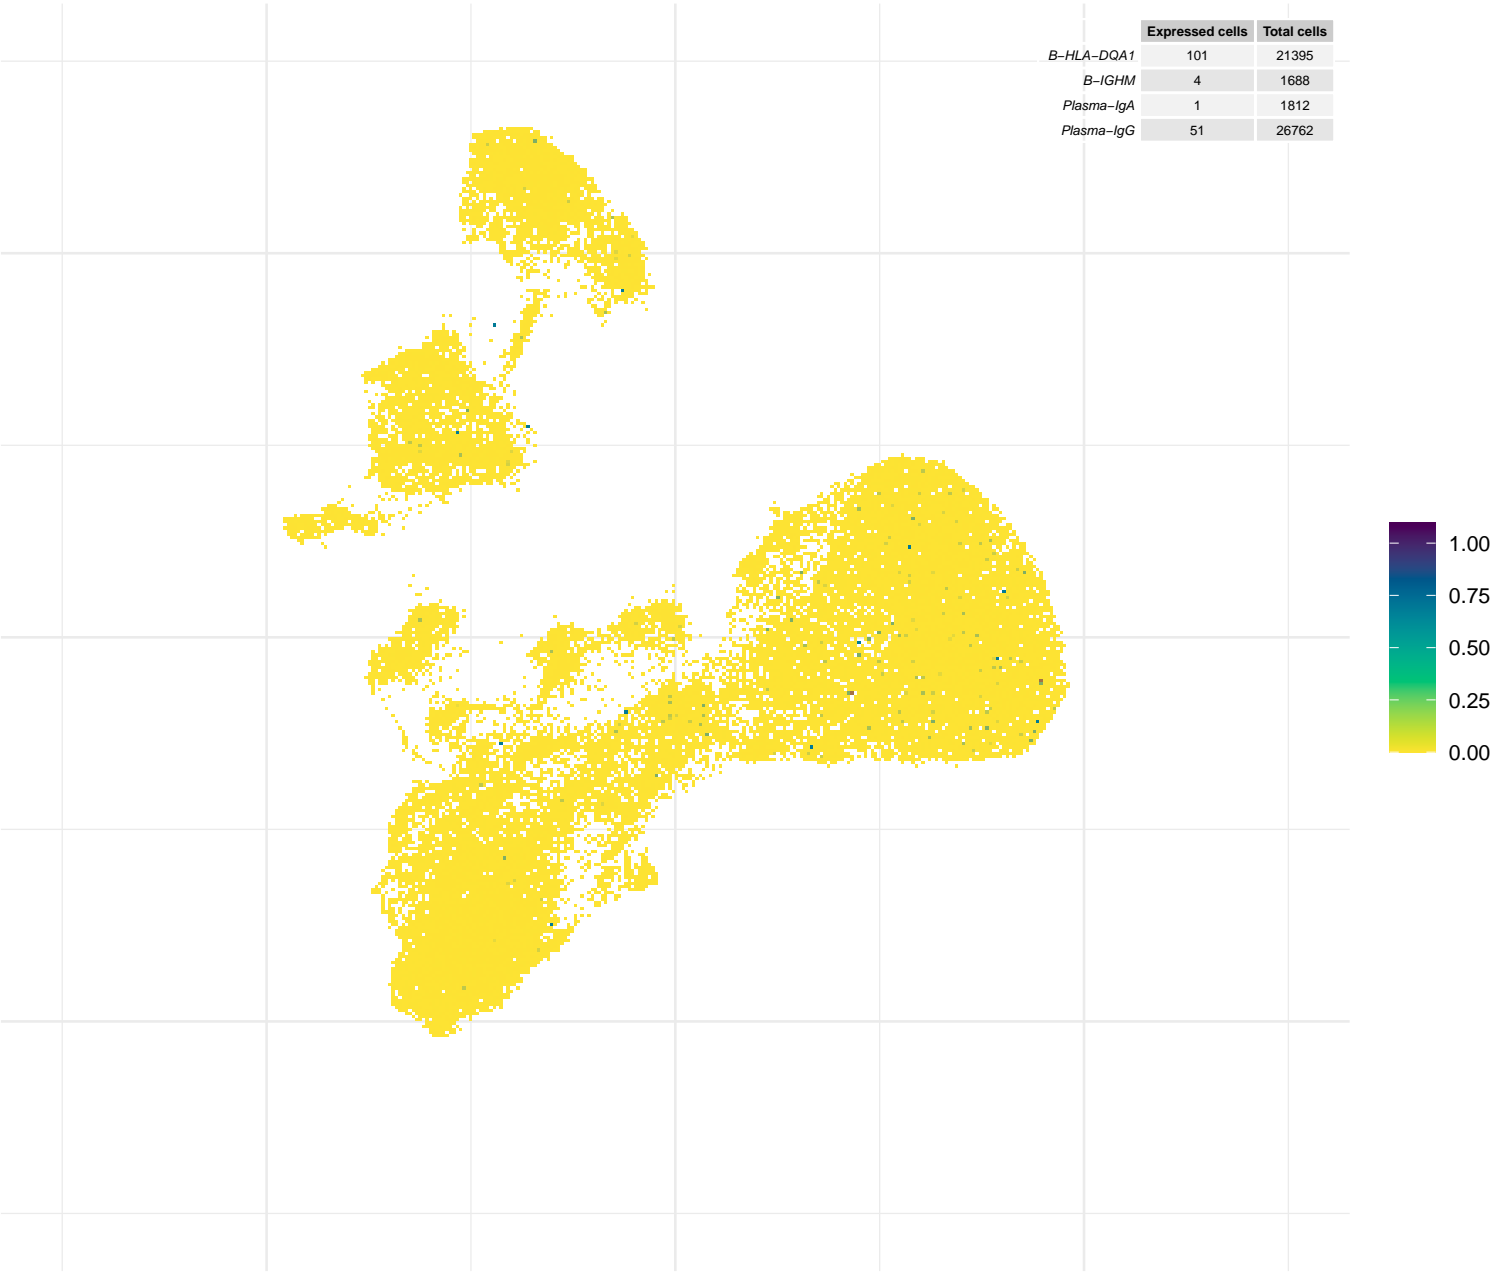 Expressed cells Total cells
B−HLA−DQA1 101 21395
B−IGHM 4 1688
Plasma−IgA 1 1812
Plasma−IgG 51 26762
1.00
0.75
0.50
0.25
0.00